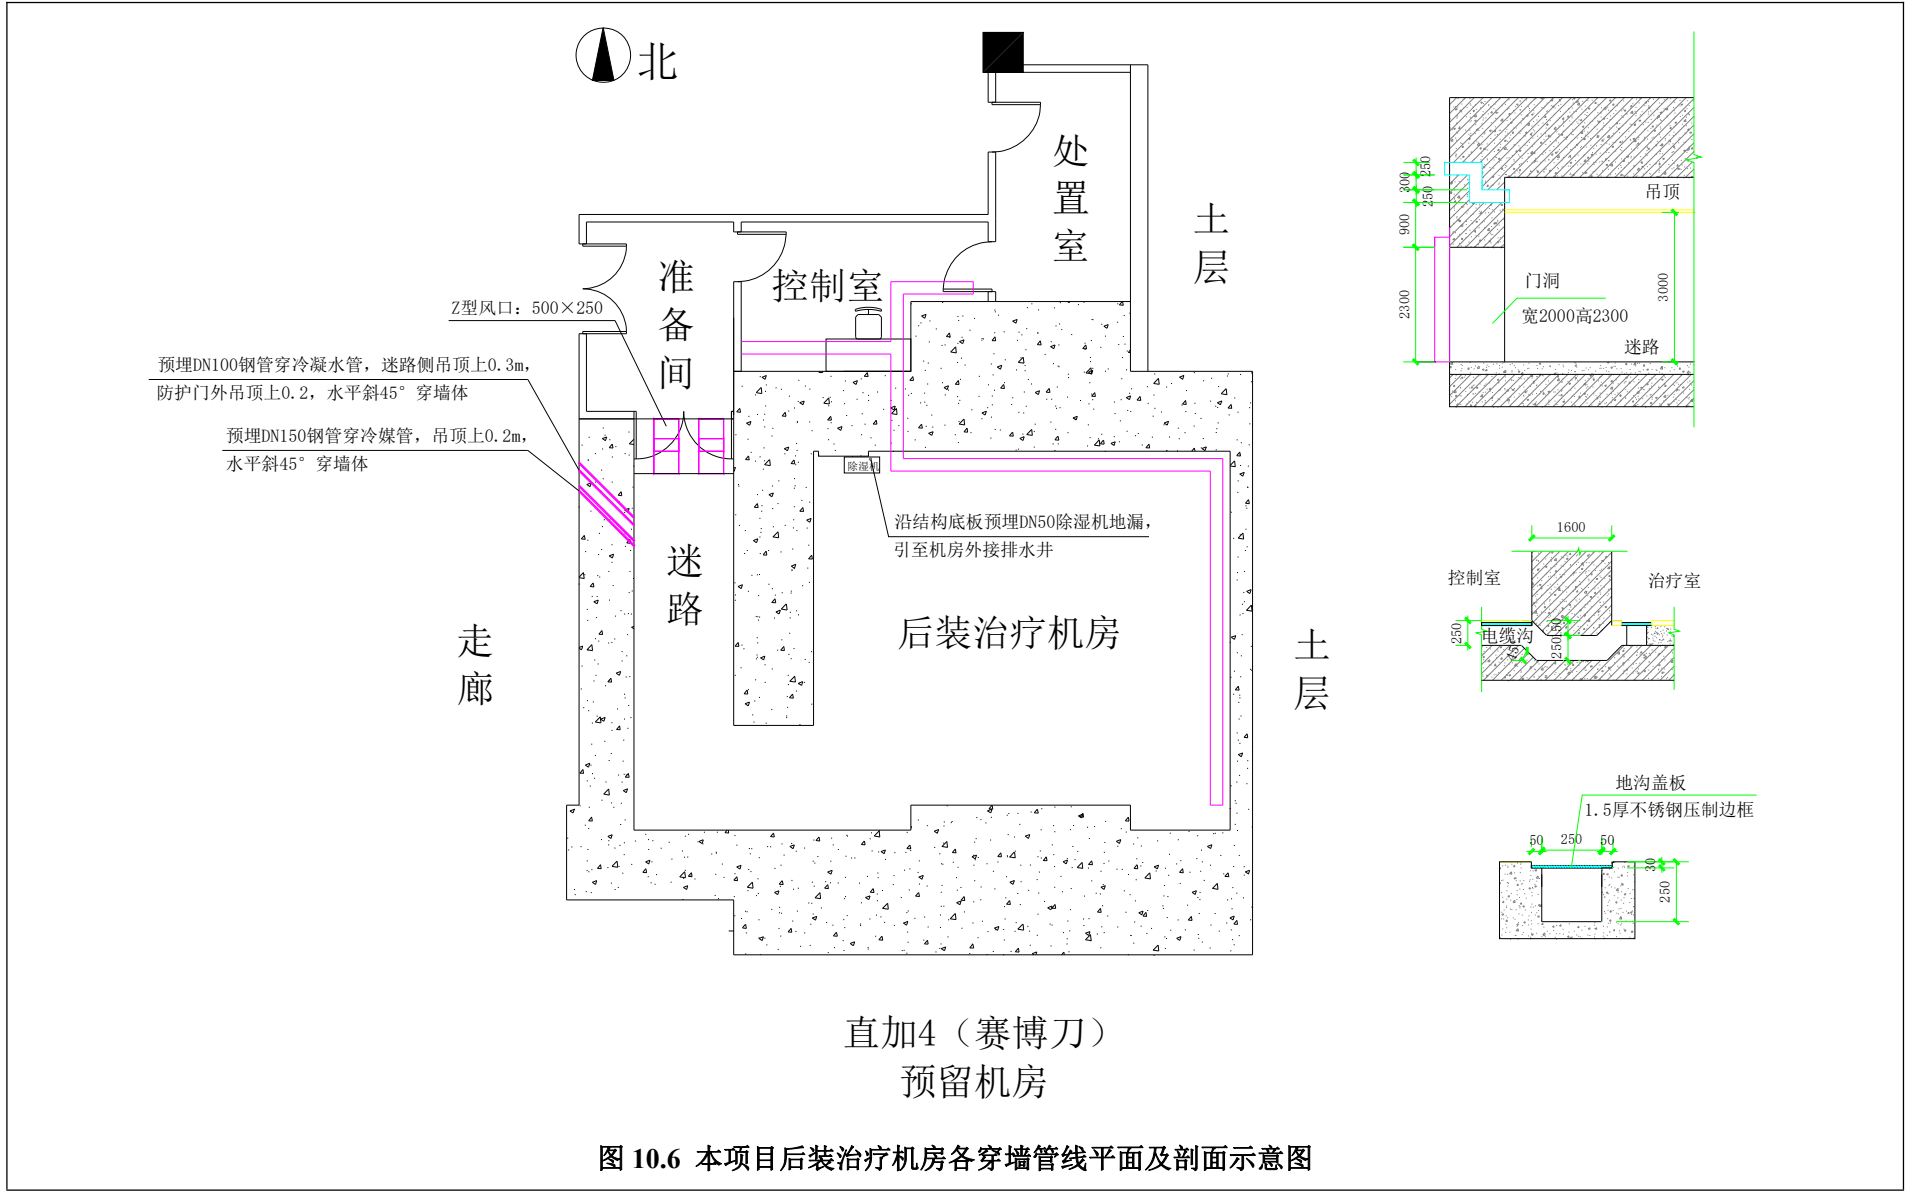 北
处置室
土层
准备间
控制室
Z型风口：500×250
预埋DN100钢管穿冷凝水管，迷路侧吊顶上0.3m，
防护门外吊顶上0.2，水平斜45°穿墙体
预埋DN150钢管穿冷媒管，吊顶上0.2m，
水平斜45°穿墙体
除湿机
沿结构底板预埋DN50除湿机地漏，
引至机房外接排水井
迷路
后装治疗机房
走廊
土层
直加4（赛博刀）
预留机房
250
300
250
900
2300
吊顶
门洞
宽2000高2300
3000
迷路
1600
控制室
治疗室
250
电缆沟
45°
150
250
地沟盖板
1.5厚不锈钢压制边框
50
250
50
30
250
图 10.6 本项目后装治疗机房各穿墙管线平面及剖面示意图